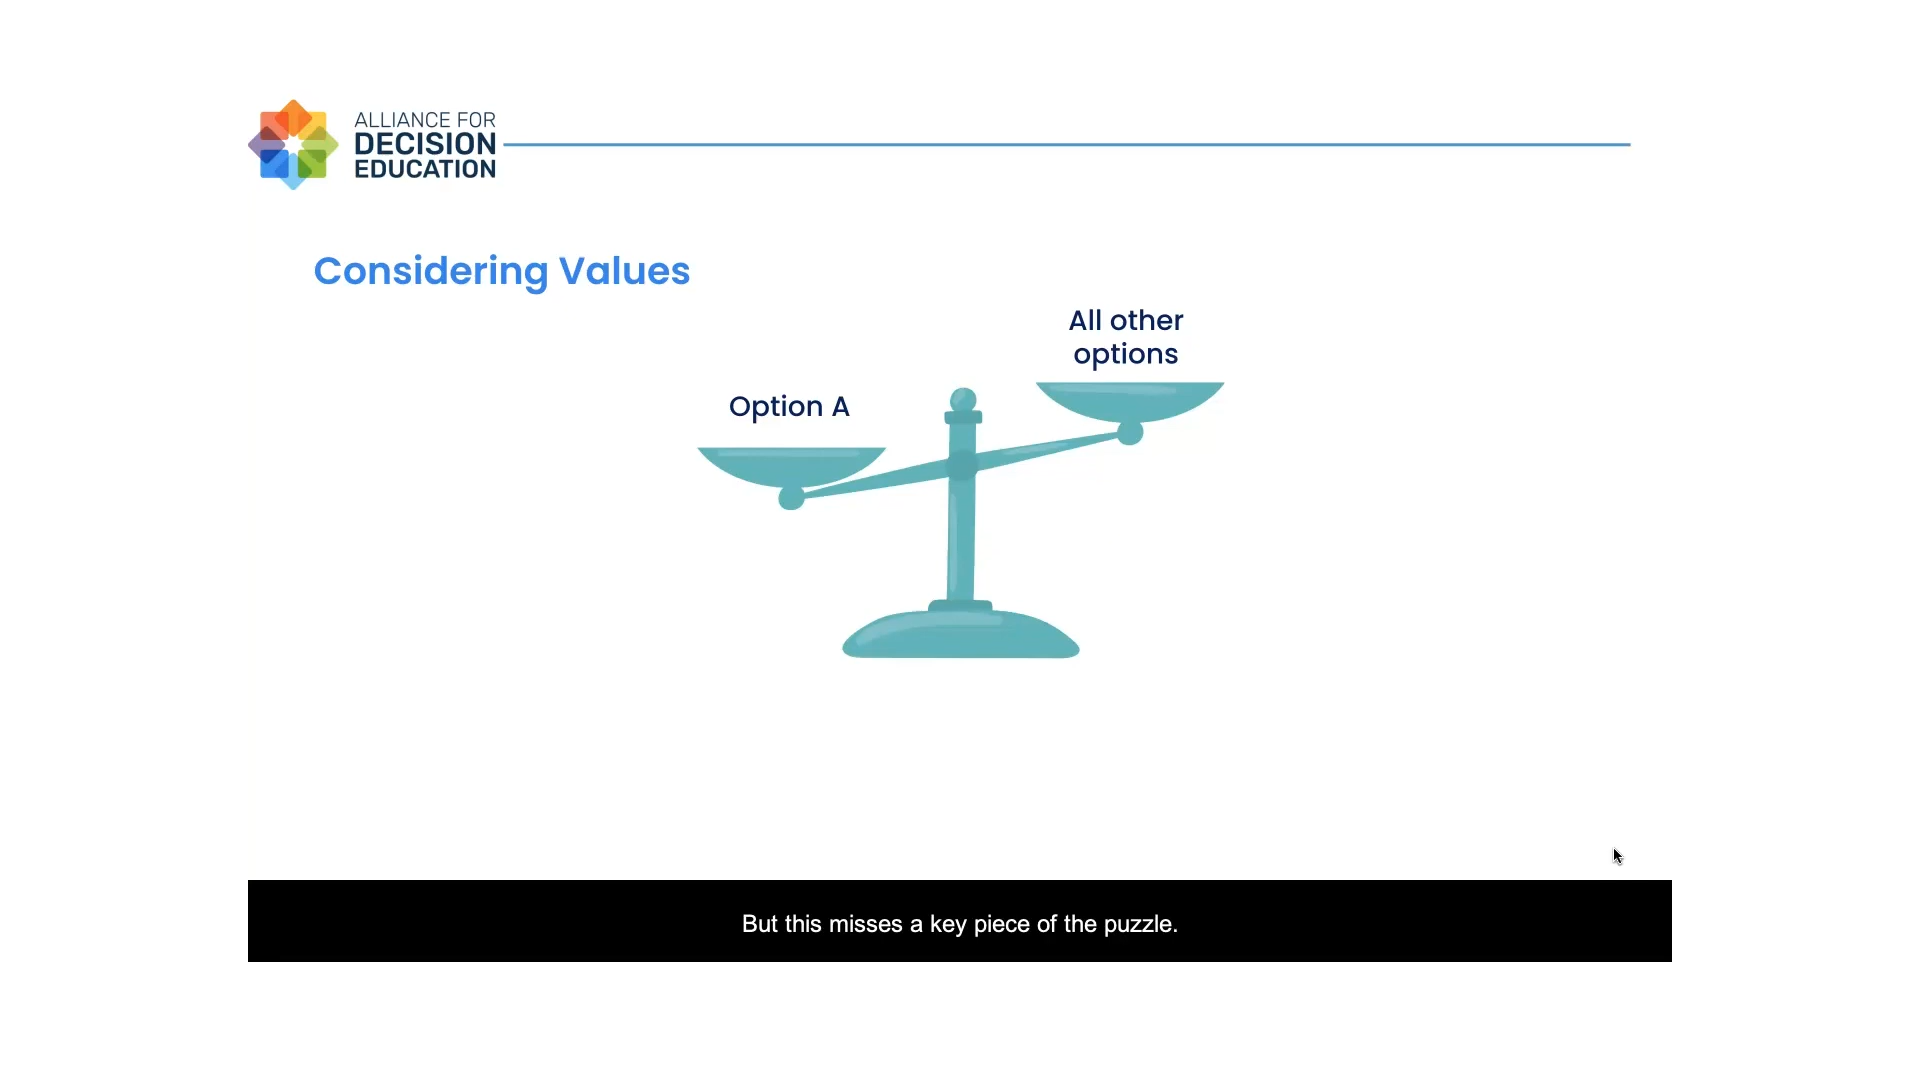 ALLIANCE FOR
DECISION
EDUCATION
Considering Values
All other
options
Option A
But this misses a key piece of the puzzle.